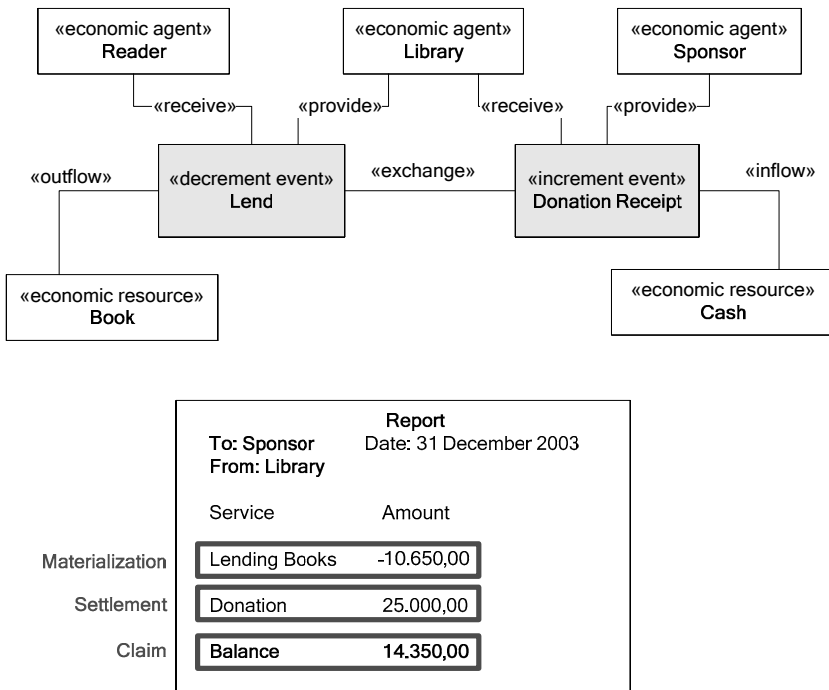 «economic agent»
Reader
«economic agent»
Library
«economic agent»
Sponsor
«receive»
«provide»
«receive»
«provide»
«outflow»
«decrement event»
Lend
«exchange»
«increment event»
Donation Receipt
«inflow»
«economic resource»
Book
«economic resource»
Cash
Report
To: Sponsor Date: 31 December 2003
From: Library
Service Amount
Materialization Lending Books -10.650,00
Settlement Donation 25.000,00
Claim Balance 14.350,00